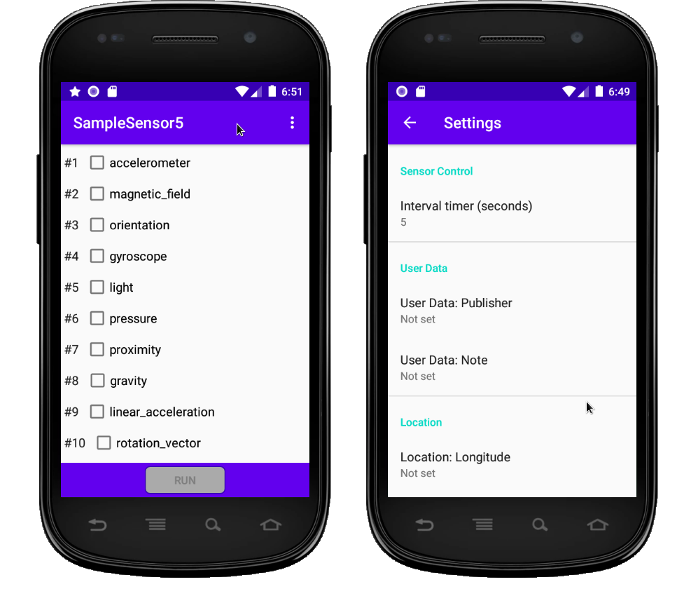 6:51
SampleSensor5
#1 accelerometer
#2 magnetic_field
#3 orientation
#4 gyroscope
#5 light
#6 pressure
#7 proximity
#8 gravity
#9 linear_acceleration
#10 rotation_vector
RUN
6:49
Settings
Sensor Control
Interval timer (seconds)
5
User Data
User Data: Publisher
Not set
User Data: Note
Not set
Location
Location: Longitude
Not set